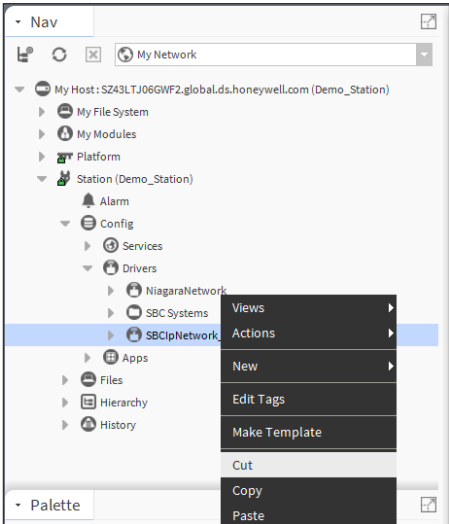 Nav
My Network
My Host : SZ43LTJ06GWF2.global.ds.honeywell.com (Demo_Station)
My File System
My Modules
Platform
Station (Demo_Station)
Alarm
Config
Services
Drivers
NiagaraNetwork
SBC Systems
SBCIpNetwork_
Apps
Files
Hierarchy
History
Views
Actions
New
Edit Tags
Make Template
Cut
Copy
Paste
Palette